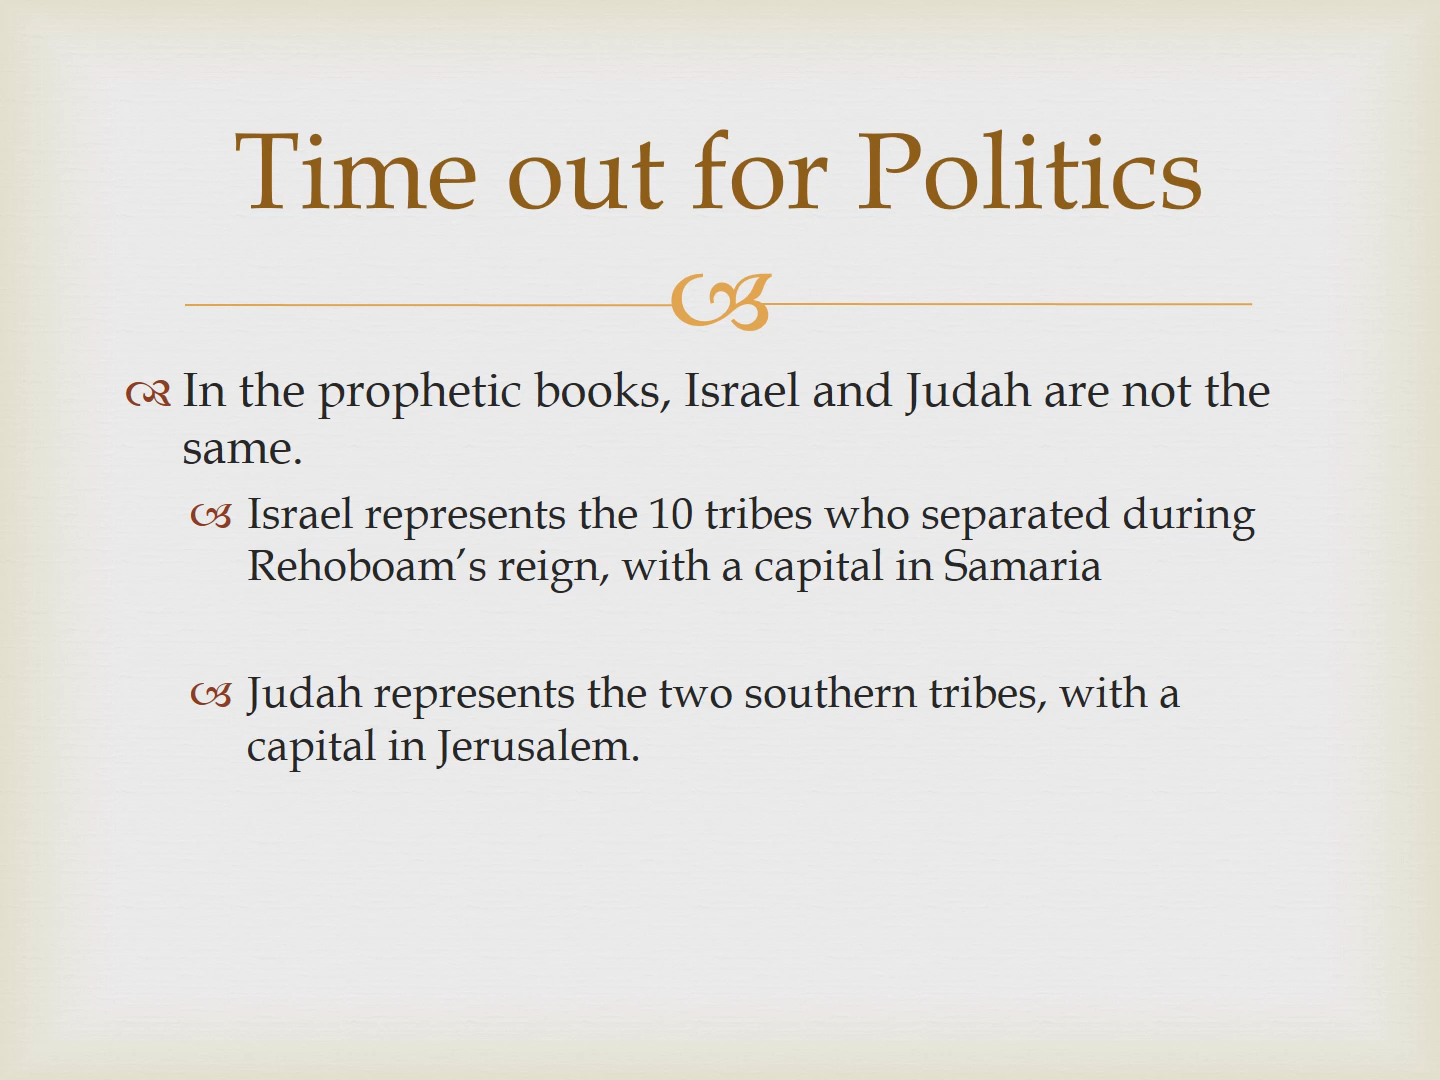 Time out for Politics
In the prophetic books, Israel and Judah are not the
same.
Israel represents the 10 tribes who separated during
Rehoboam’s reign, with a capital in Samaria
Judah represents the two southern tribes, with a
capital in Jerusalem.